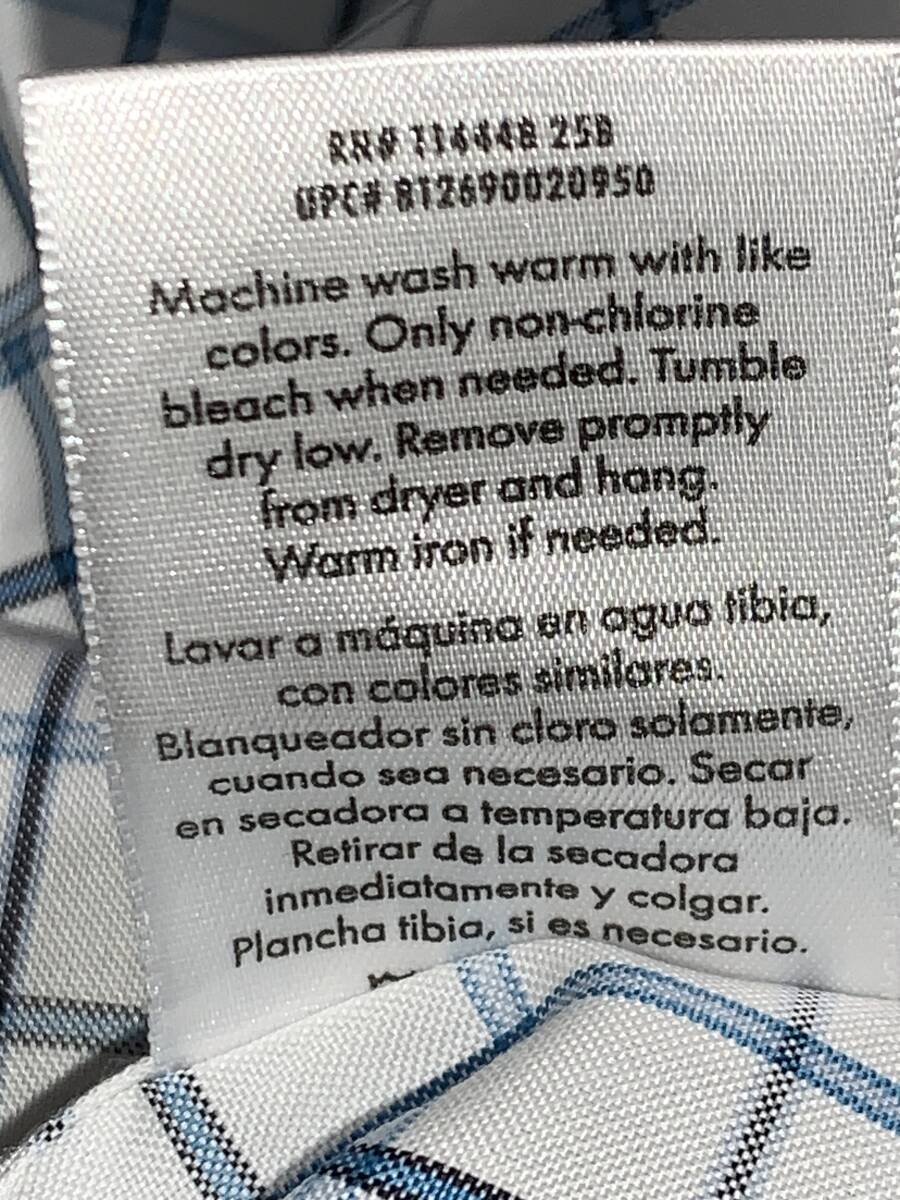 RN# 114448 25B
UPC# 812690020950
Machine wash warm with like
colors. Only non-chlorine
bleach when needed. Tumble
dry low. Remove promptly
from dryer and hang.
Warm iron if needed.
Lavar a máquina en agua tibia,
con colores similares.
Blanqueador sin cloro solamente,
cuando sea necesario. Secar
en secadora a temperatura baja.
Retirar de la secadora
inmediatamente y colgar.
Plancha tibia, si es necesario.